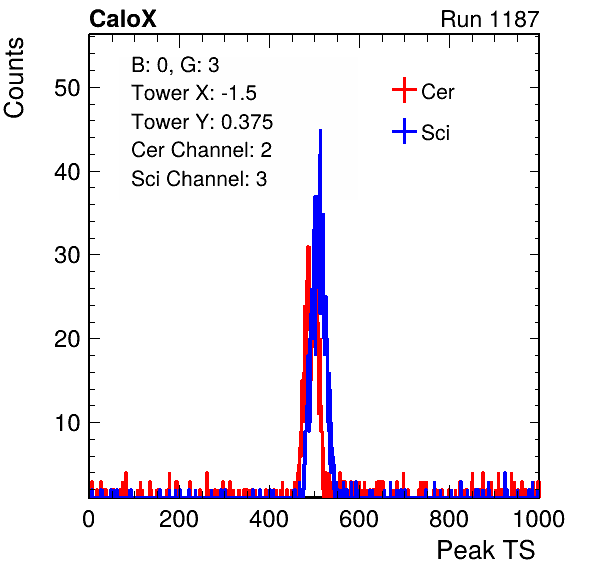 CaloX
Run 1187
Counts
B: 0, G: 3
Tower X: -1.5
Tower Y: 0.375
Cer Channel: 2
Sci Channel: 3
Cer
Sci
50
40
30
20
10
0 200 400 600 800 1000
Peak TS